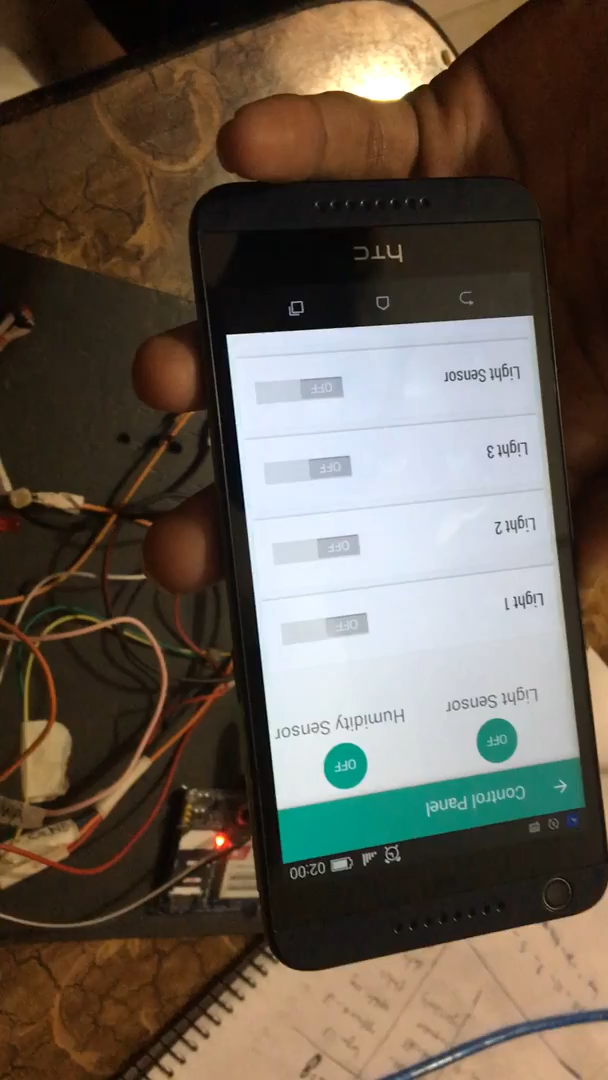 02:00
Control Panel
OFF
OFF
Light Sensor
Humidity Sensor
Light 1
OFF
Light 2
OFF
Light 3
OFF
Light Sensor
OFF
hTC